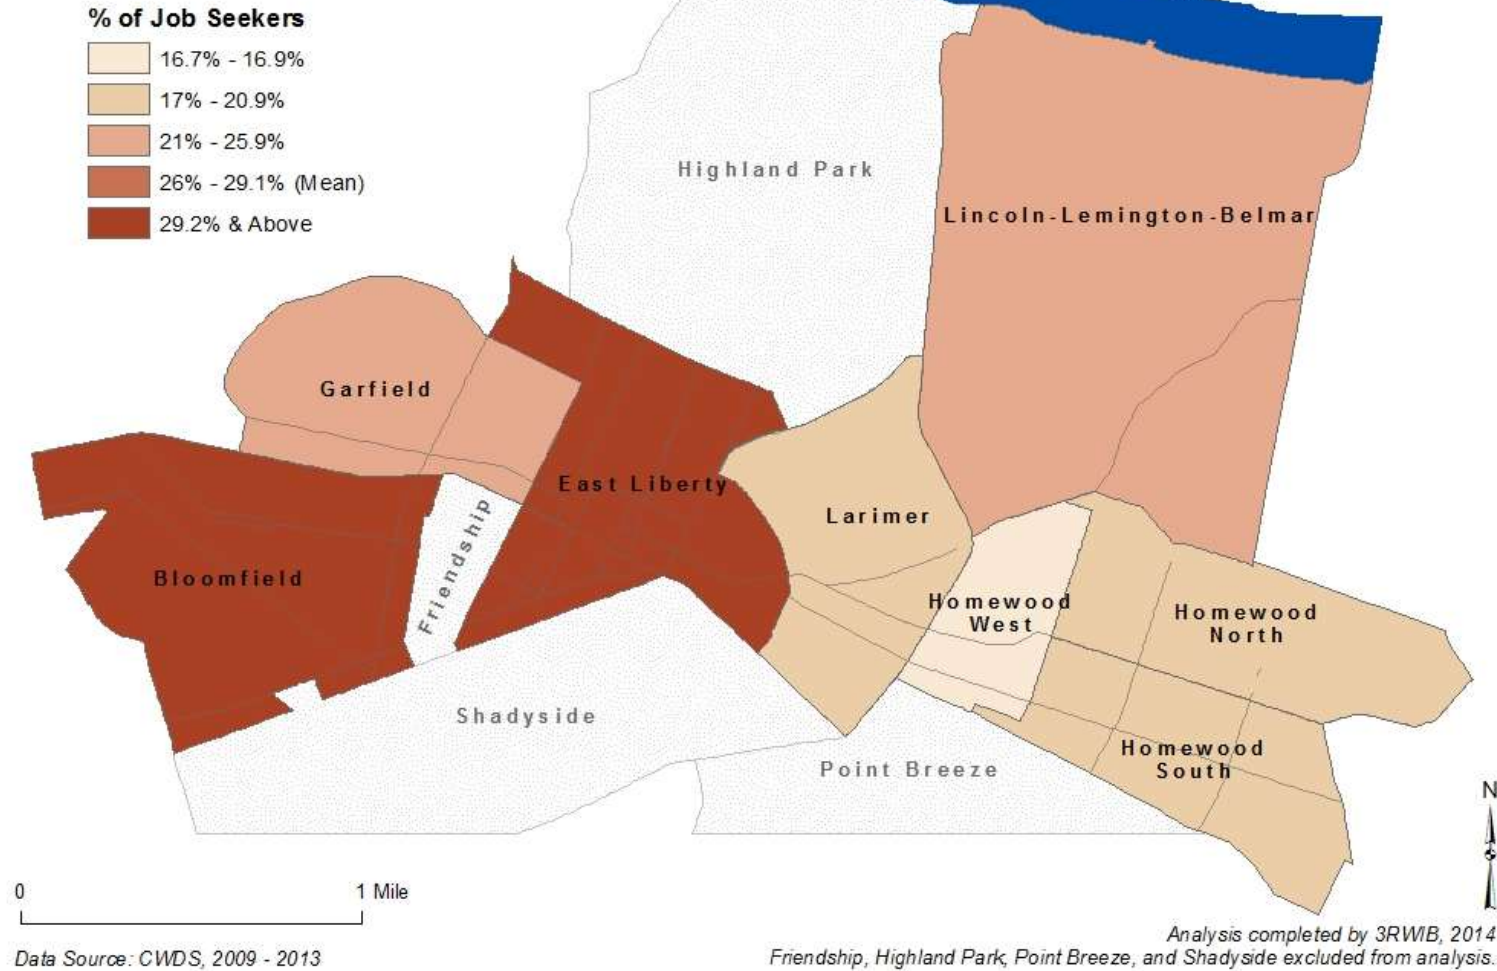 % of Job Seekers
16.7% - 16.9%
17% - 20.9%
21% - 25.9%
26% - 29.1% (Mean)
29.2% & Above
Highland Park
Lincoln-Lemington-Belmar
Garfield
East Liberty
Larimer
Friendship
Bloomfield
Homewood
West
Homewood
North
Shadyside
Homewood
South
Point Breeze
N
0 1 Mile
Analysis completed by 3RWIB, 2014
Data Source: CWDS, 2009 - 2013
Friendship, Highland Park, Point Breeze, and Shadyside excluded from analysis.